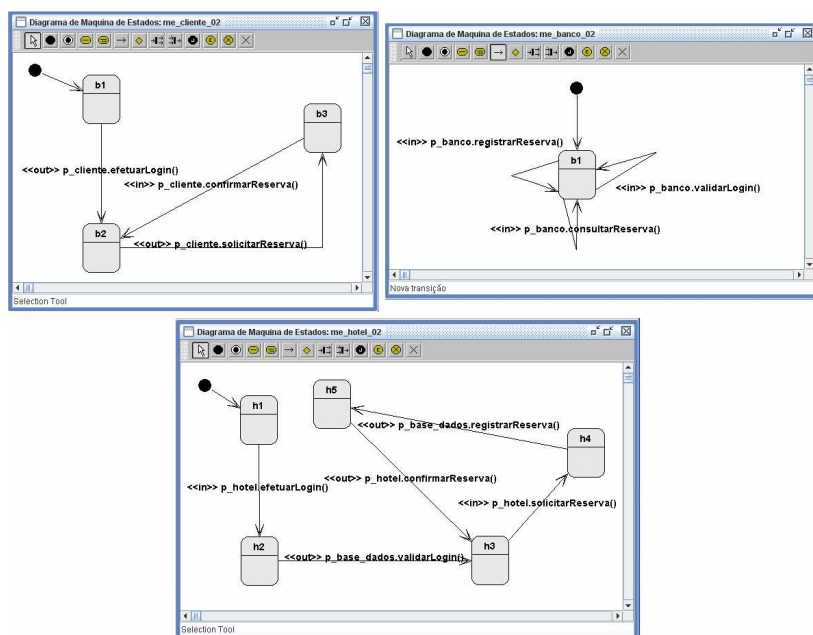 Diagrama de Maquina de Estados: me_cliente_02
b1
b3
<<out>> p_cliente.efetuarLogin()
<<in>> p_cliente.confirmarReserva()
b2
<<out>> p_cliente.solicitarReserva()
Selection Tool
Diagrama de Maquina de Estados: me_banco_02
<<in>> p_banco.registrarReserva()
b1
<<in>> p_banco.validarLogin()
<<in>> p_banco.consultarReserva()
Nova transição
Diagrama de Maquina de Estados: me_hotel_02
h5
h1
<<out>> p_base_dados.registrarReserva()
h4
<<out>> p_hotel.confirmarReserva()
<<in>> p_hotel.efetuarLogin()
<<in>> p_hotel.solicitarReserva()
h2
<<out>> p_base_dados.validarLogin()
h3
Selection Tool